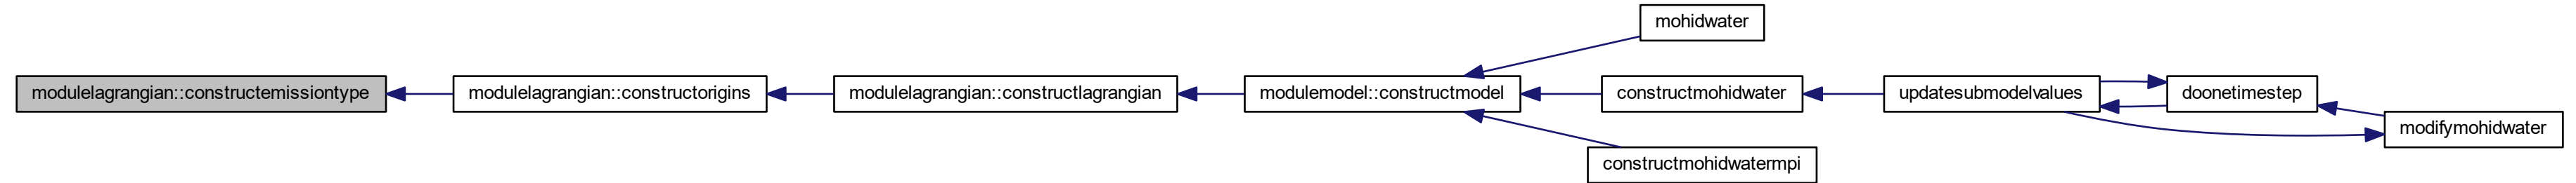 mohidwater
modulelagrangian::constructemissiontype
modulelagrangian::constructorigins
modulelagrangian::constructlagrangian
modulemodel::constructmodel
constructmohidwater
updatesubmodelvalues
doonetimestep
modifymohidwater
constructmohidwatermpi